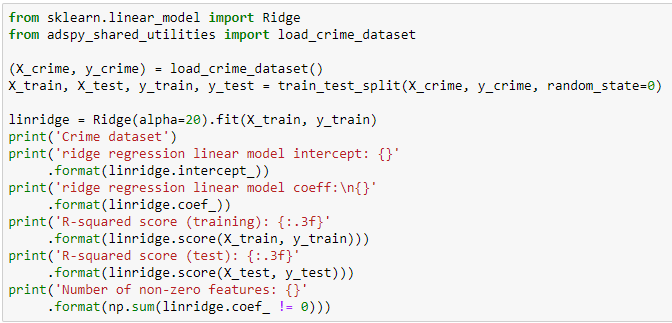 from sklearn.linear_model import Ridge
from adspy_shared_utilities import load_crime_dataset

(X_crime, y_crime) = load_crime_dataset()
X_train, X_test, y_train, y_test = train_test_split(X_crime, y_crime, random_state=0)

linridge = Ridge(alpha=20).fit(X_train, y_train)
print('Crime dataset')
print('ridge regression linear model intercept: {}'
     .format(linridge.intercept_))
print('ridge regression linear model coeff:\n{}'
     .format(linridge.coef_))
print('R-squared score (training): {:.3f}'
     .format(linridge.score(X_train, y_train)))
print('R-squared score (test): {:.3f}'
     .format(linridge.score(X_test, y_test)))
print('Number of non-zero features: {}'
     .format(np.sum(linridge.coef_ != 0)))